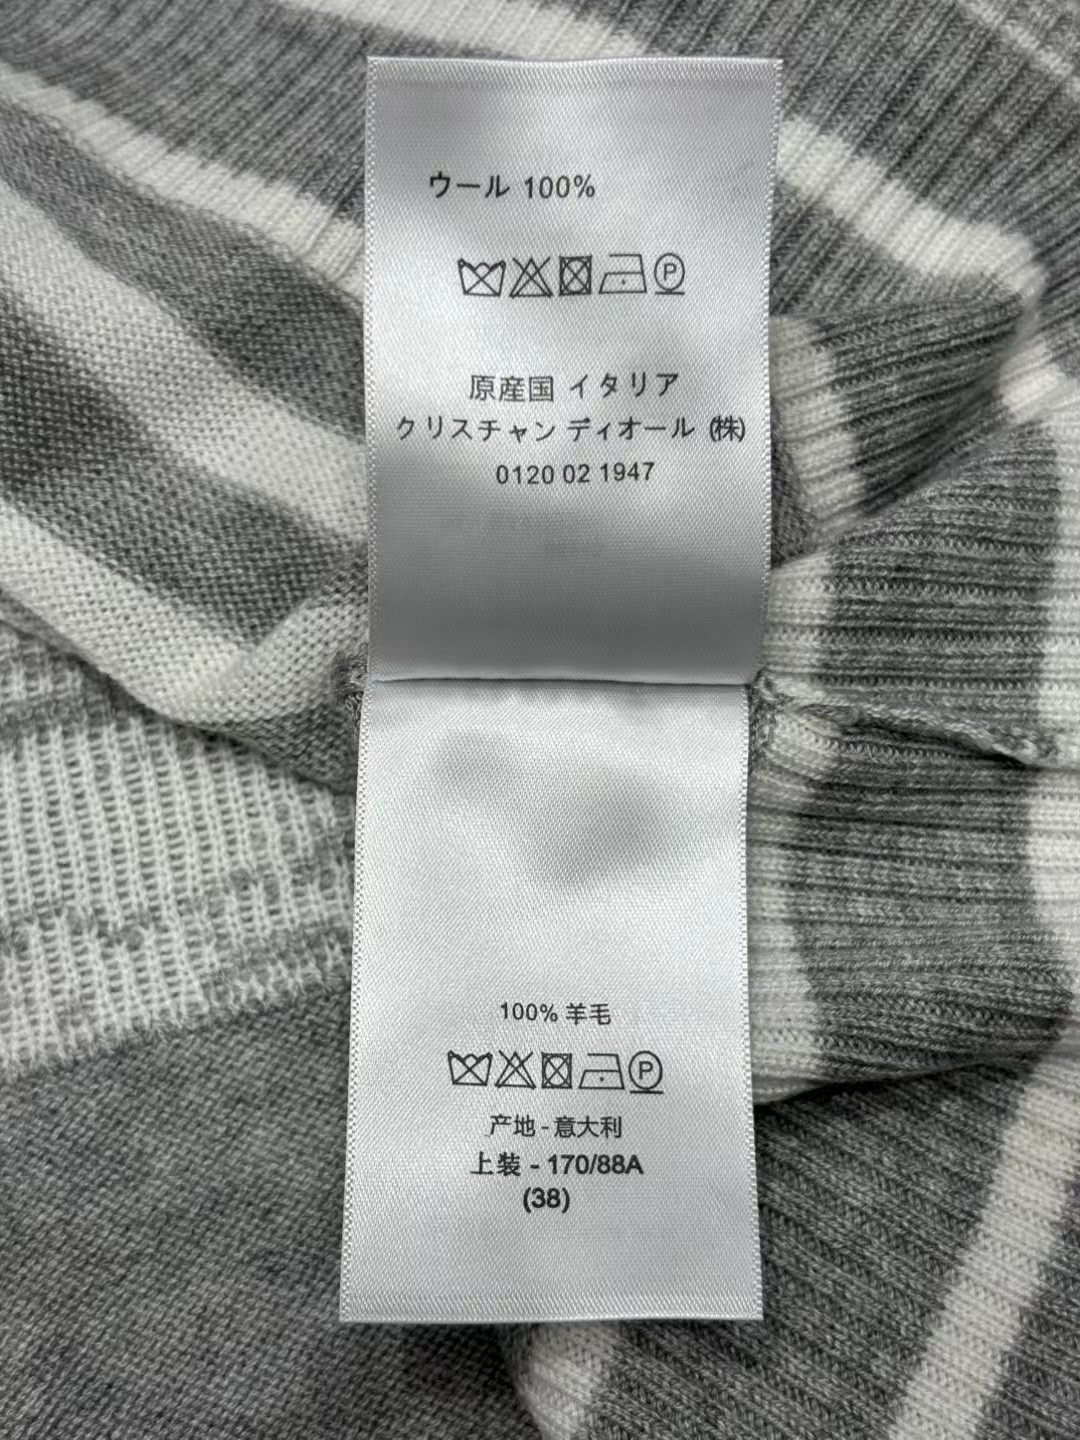 ウール 100%
P
原産国 イタリア
クリスチャン ディオール (株)
0120 02 1947
100% 羊毛
P
产地 - 意大利
上装 - 170/88A
(38)